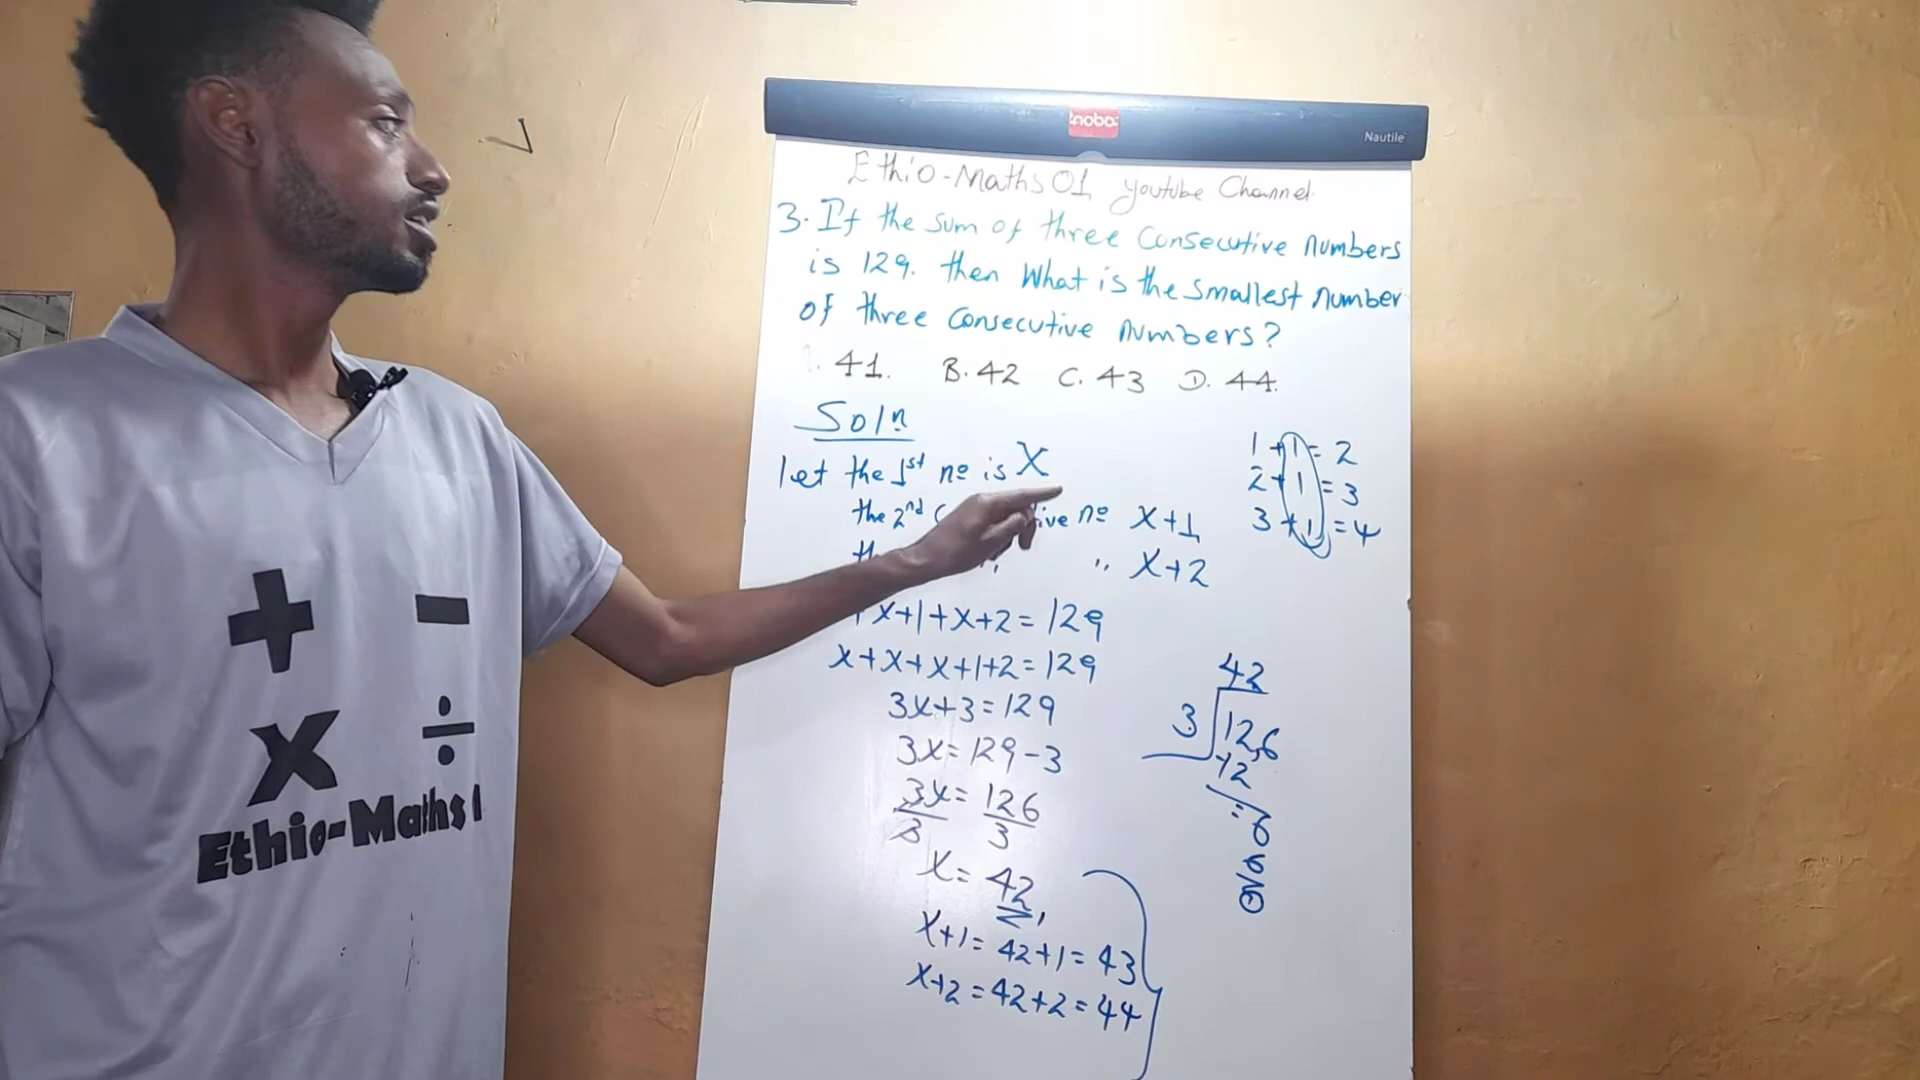 nobo
Nautile
Ethio-Maths 01 youtube Channel
3. If the sum of three consecutive numbers
is 129. then What is the smallest number
of three consecutive numbers?
. 41. B. 42 C. 43 D. 44.
Soln
let the 1st no is X
the 2nd no X+1
" X+2
+x+1+x+2=129
x+x+x+1+2=129
3x+3=129
3x=129-3
3x=126
3 3
x=42
x+1=42+1=43
x+2=42+2=44
1+1=2
2+1=3
3+1=4
42
3 126
-12
6
6
0
+ -
x ÷
Ethio-Maths 1